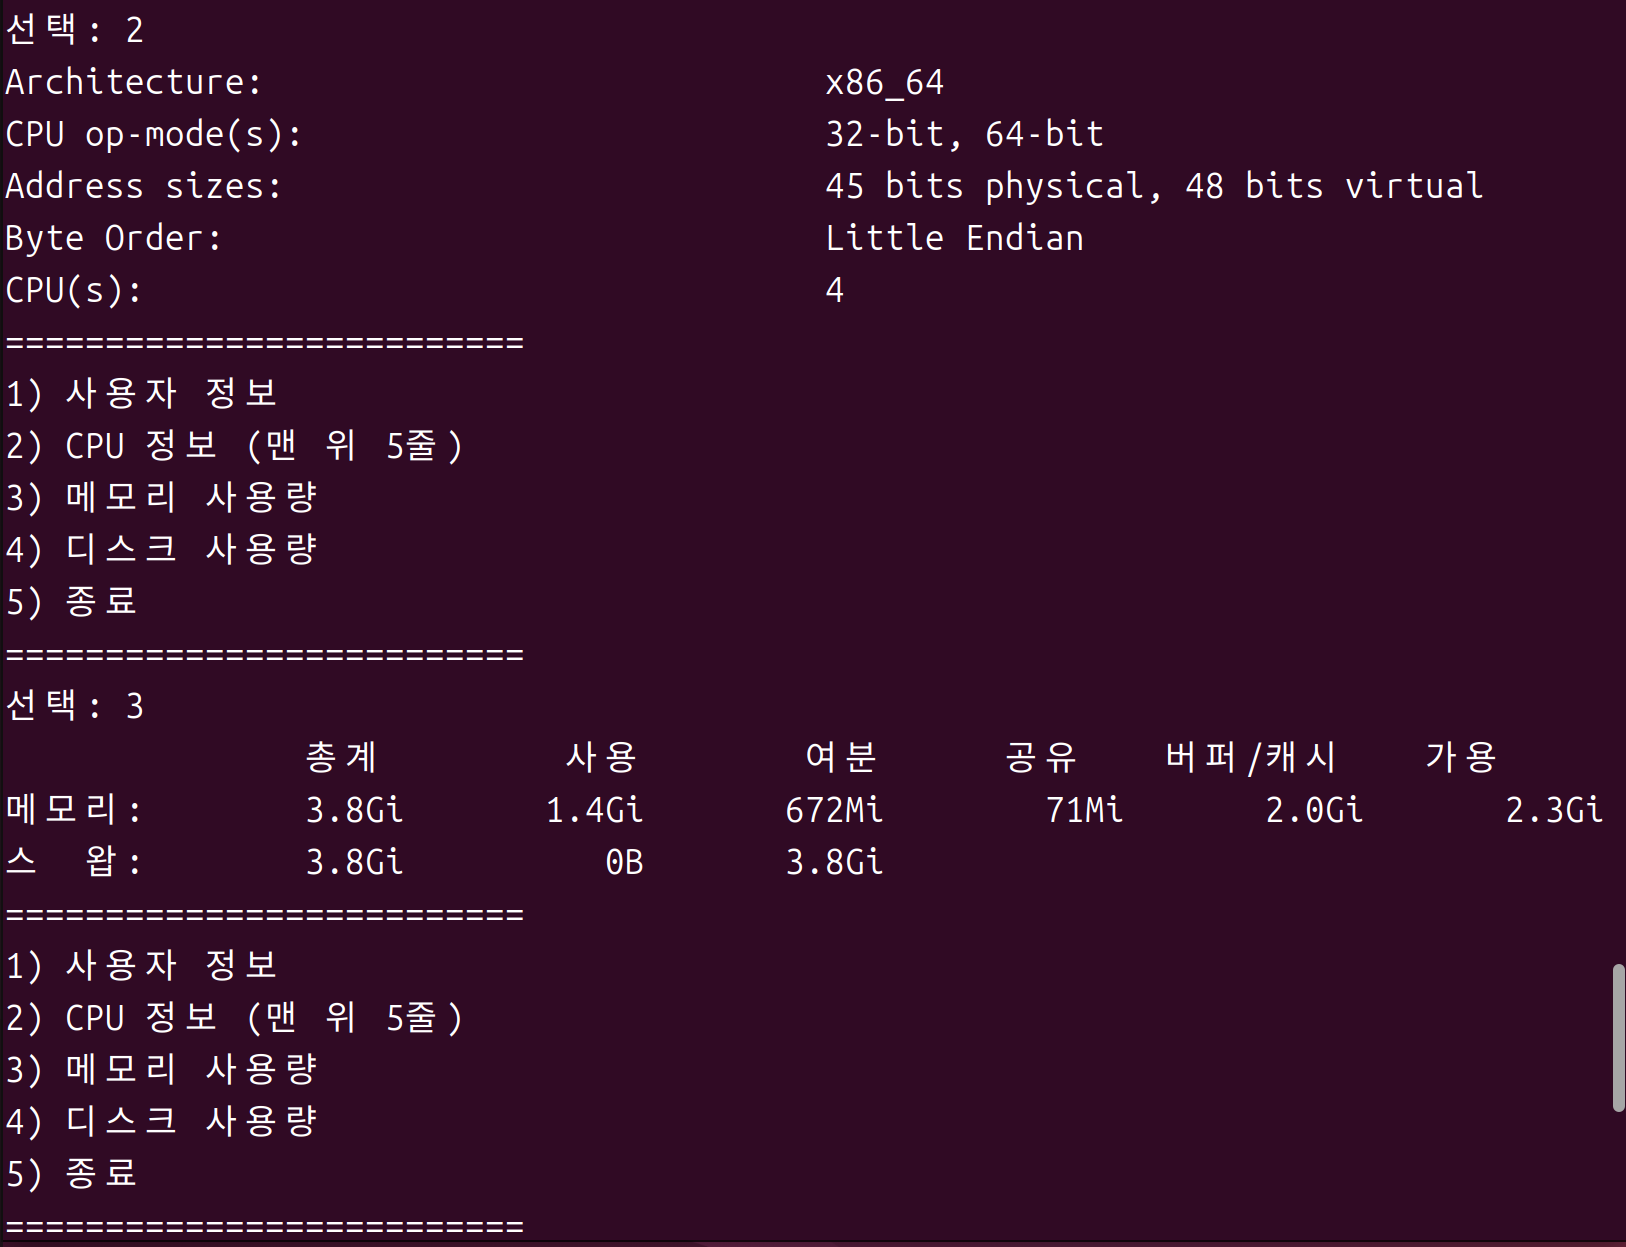 선택: 2
Architecture:                            x86_64
CPU op-mode(s):                          32-bit, 64-bit
Address sizes:                           45 bits physical, 48 bits virtual
Byte Order:                              Little Endian
CPU(s):                                  4
==========================
1) 사용자 정보
2) CPU 정보 (맨 위 5줄)
3) 메모리 사용량
4) 디스크 사용량
5) 종료
==========================
선택: 3
               총계         사용        여분      공유    버퍼/캐시    가용
메모리:        3.8Gi       1.4Gi       672Mi        71Mi       2.0Gi       2.3Gi
스  왑:        3.8Gi          0B       3.8Gi
==========================
1) 사용자 정보
2) CPU 정보 (맨 위 5줄)
3) 메모리 사용량
4) 디스크 사용량
5) 종료
==========================